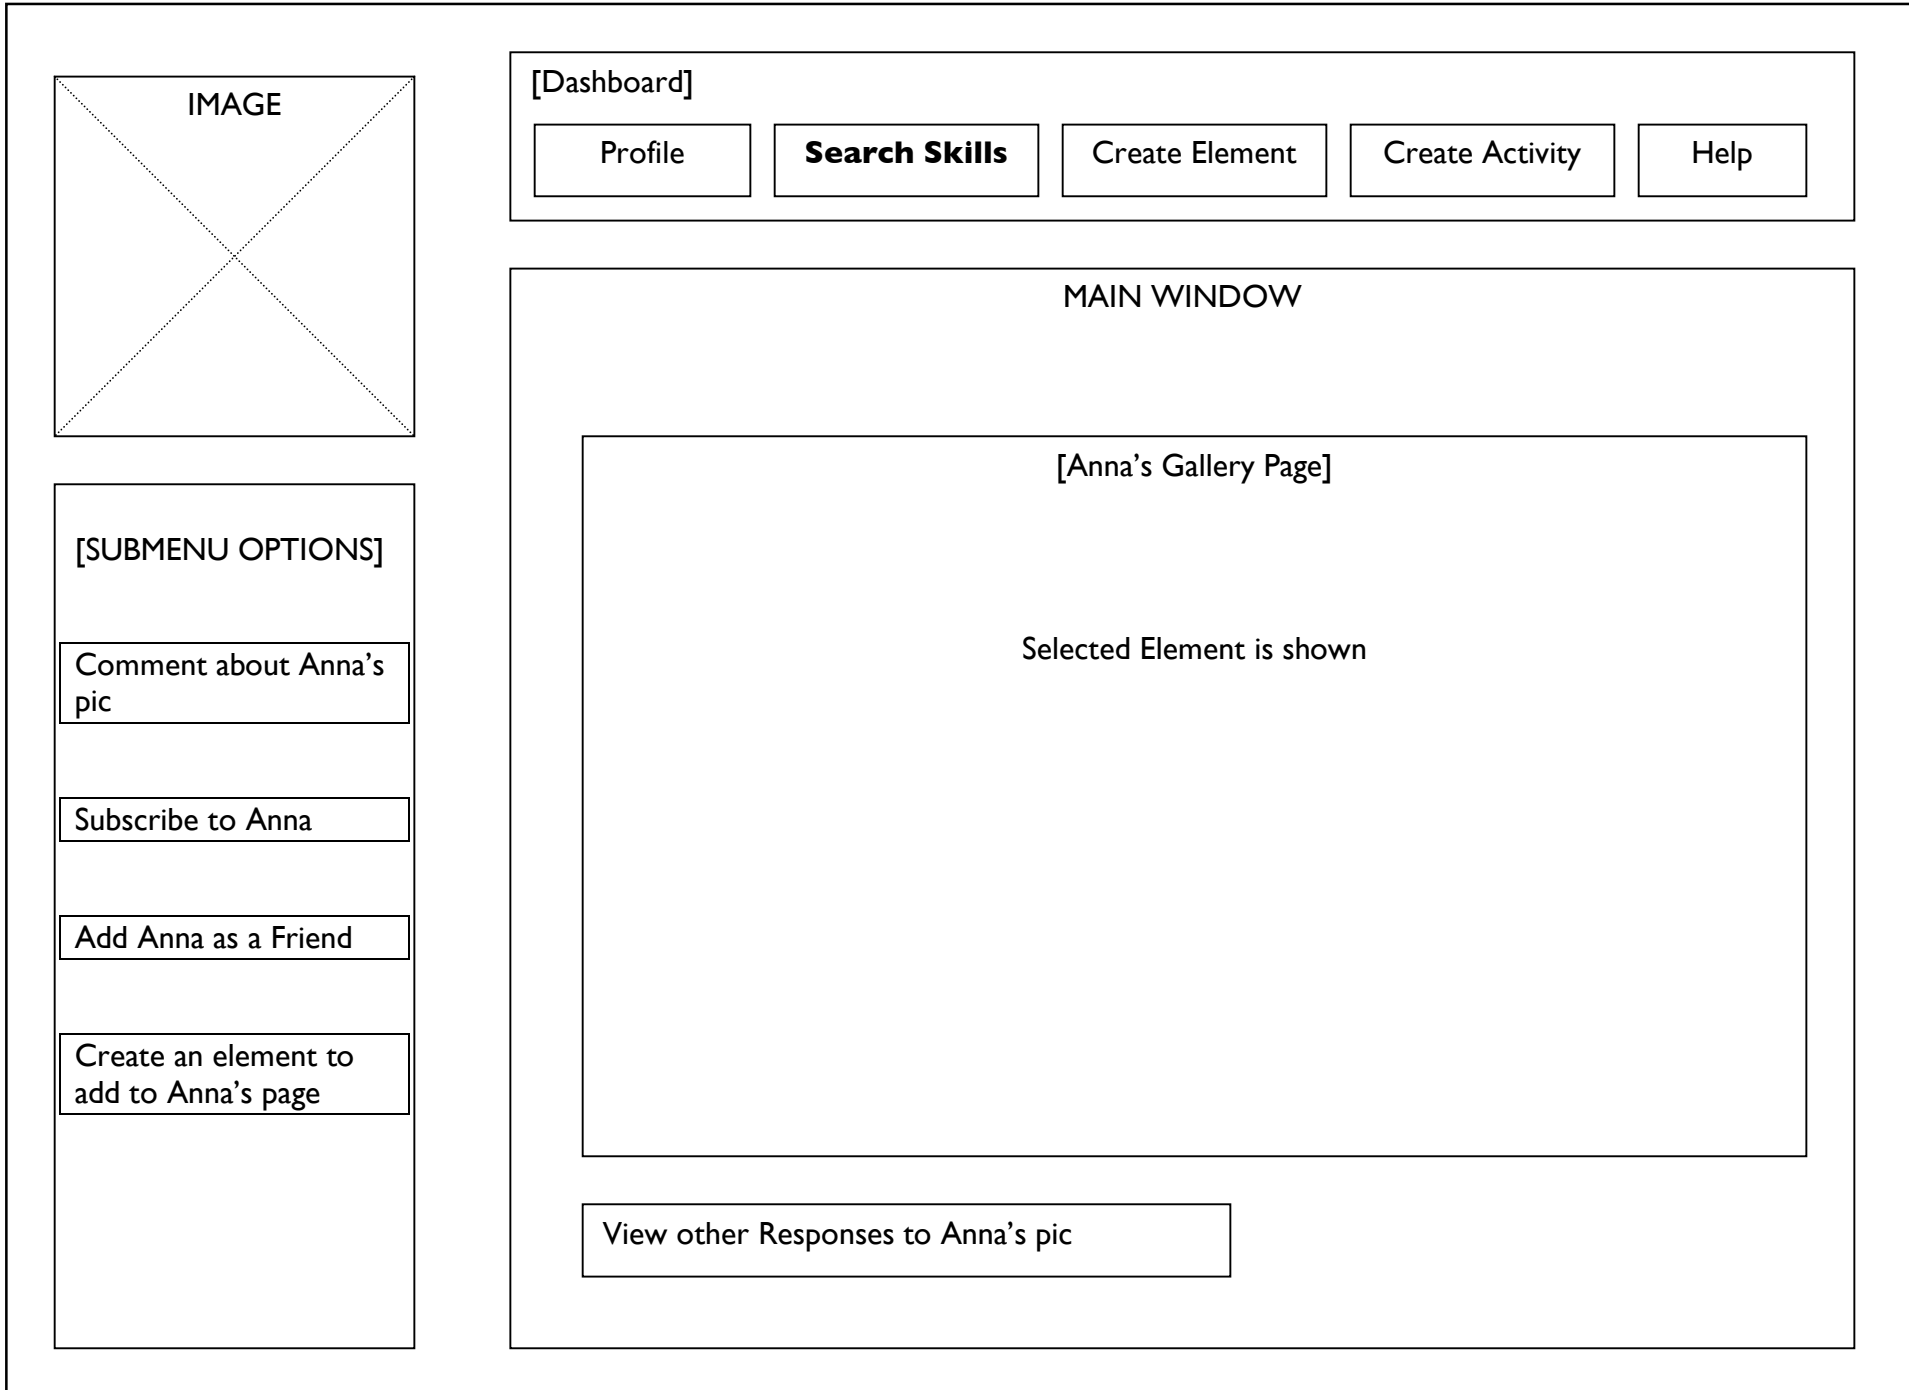 IMAGE
[Dashboard]
Profile
Search Skills
Create Element
Create Activity
Help
MAIN WINDOW
[Anna’s Gallery Page]
Selected Element is shown
[SUBMENU OPTIONS]
Comment about Anna’s
pic
Subscribe to Anna
Add Anna as a Friend
Create an element to
add to Anna’s page
View other Responses to Anna’s pic